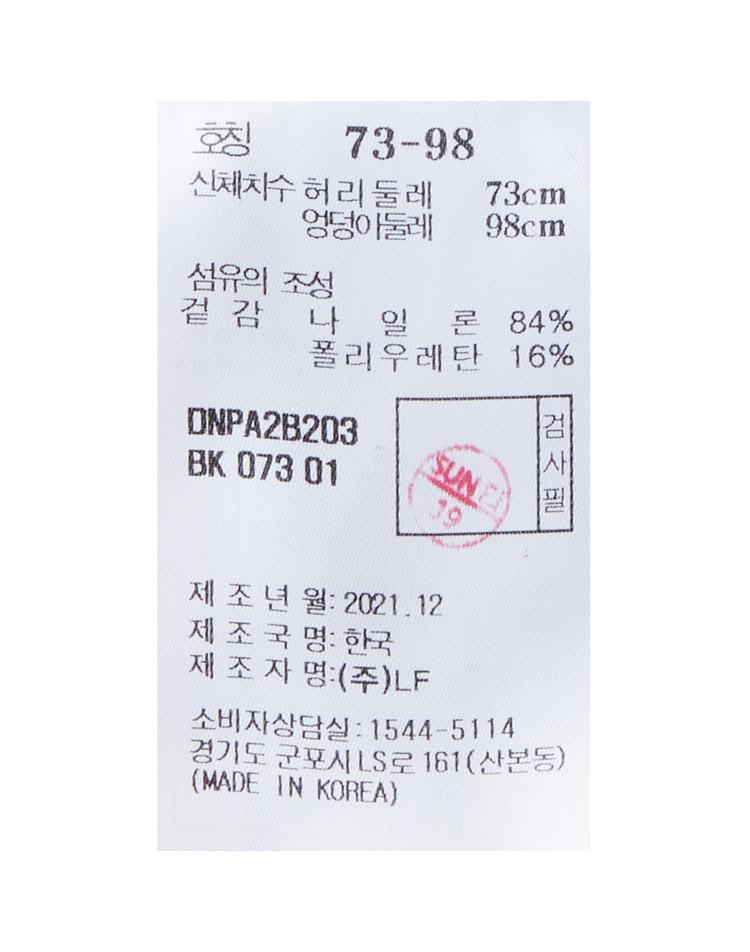 호칭 73-98
신체치수 허리둘레 73cm
엉덩이둘레 98cm
섬유의 조성
겉감 나일론 84%
폴리우레탄 16%
DNPA2B203
BK 073 01
검사필
SUN
19
제조년월: 2021.12
제조국명: 한국
제조자명:(주)LF
소비자상담실: 1544-5114
경기도 군포시 LS로 161(산본동)
(MADE IN KOREA)